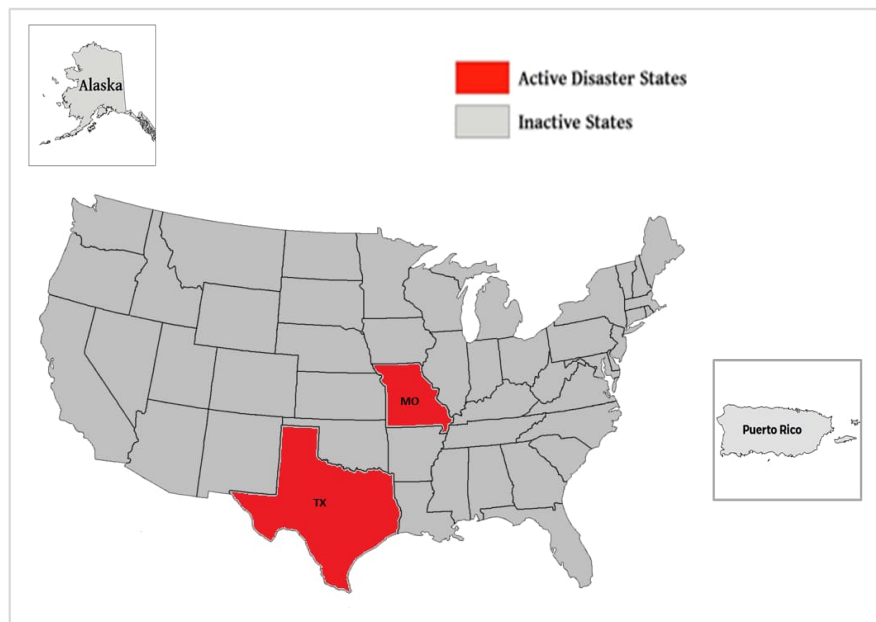 Alaska
Active Disaster States
Inactive States
MO
Puerto Rico
TX